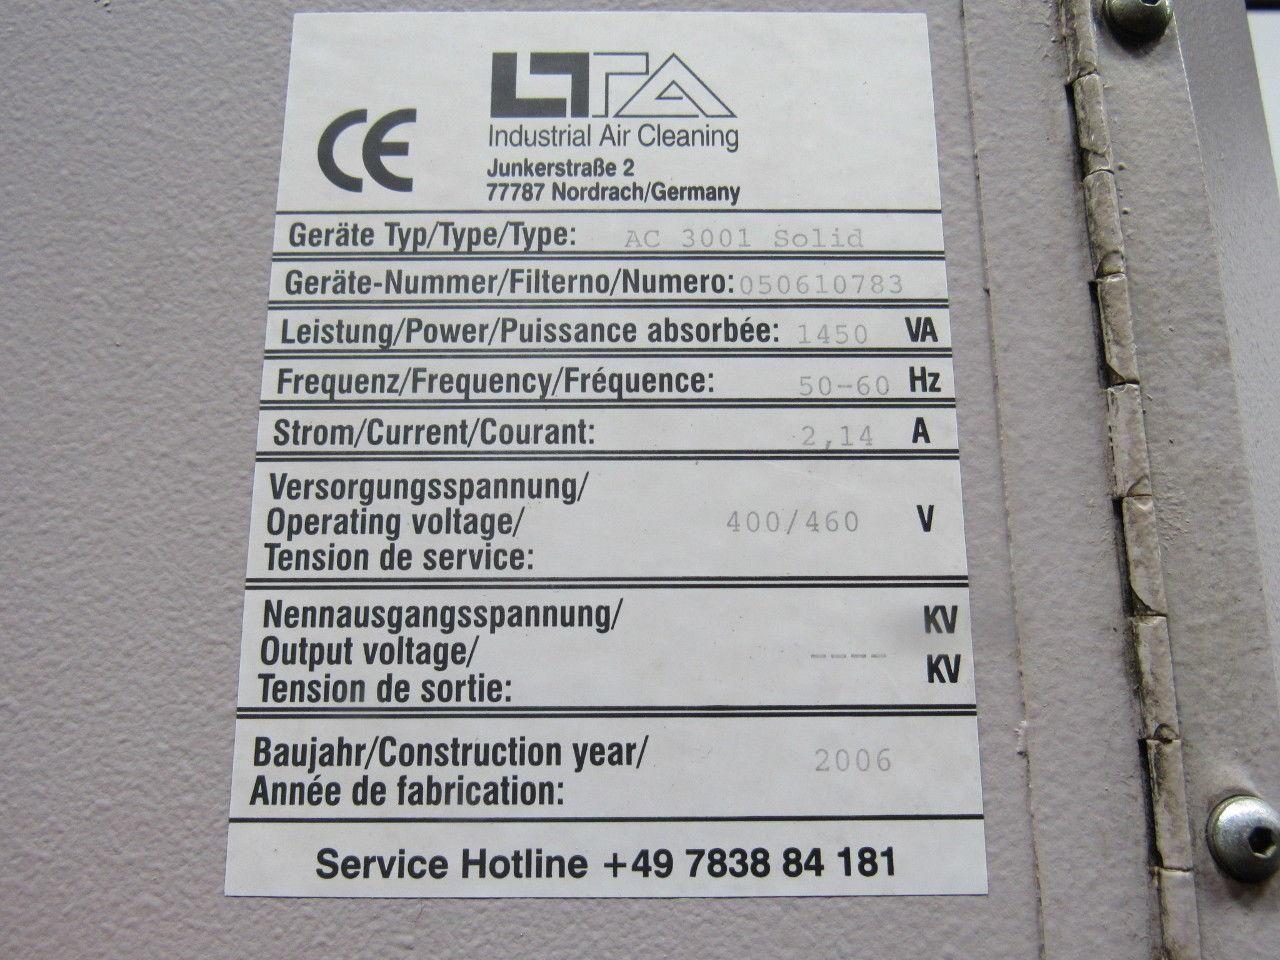 CE
LTA
Industrial Air Cleaning
Junkerstraße 2
77787 Nordrach/Germany
Geräte Typ/Type/Type: AC 3001 Solid
Geräte-Nummer/Filterno/Numero: 050610783
Leistung/Power/Puissance absorbée: 1450 VA
Frequenz/Frequency/Fréquence: 50-60 Hz
Strom/Current/Courant: 2,14 A
Versorgungsspannung/
Operating voltage/ 400/460 V
Tension de service:
Nennausgangsspannung/ KV
Output voltage/ ---- KV
Tension de sortie:
Baujahr/Construction year/ 2006
Année de fabrication:
Service Hotline +49 7838 84 181